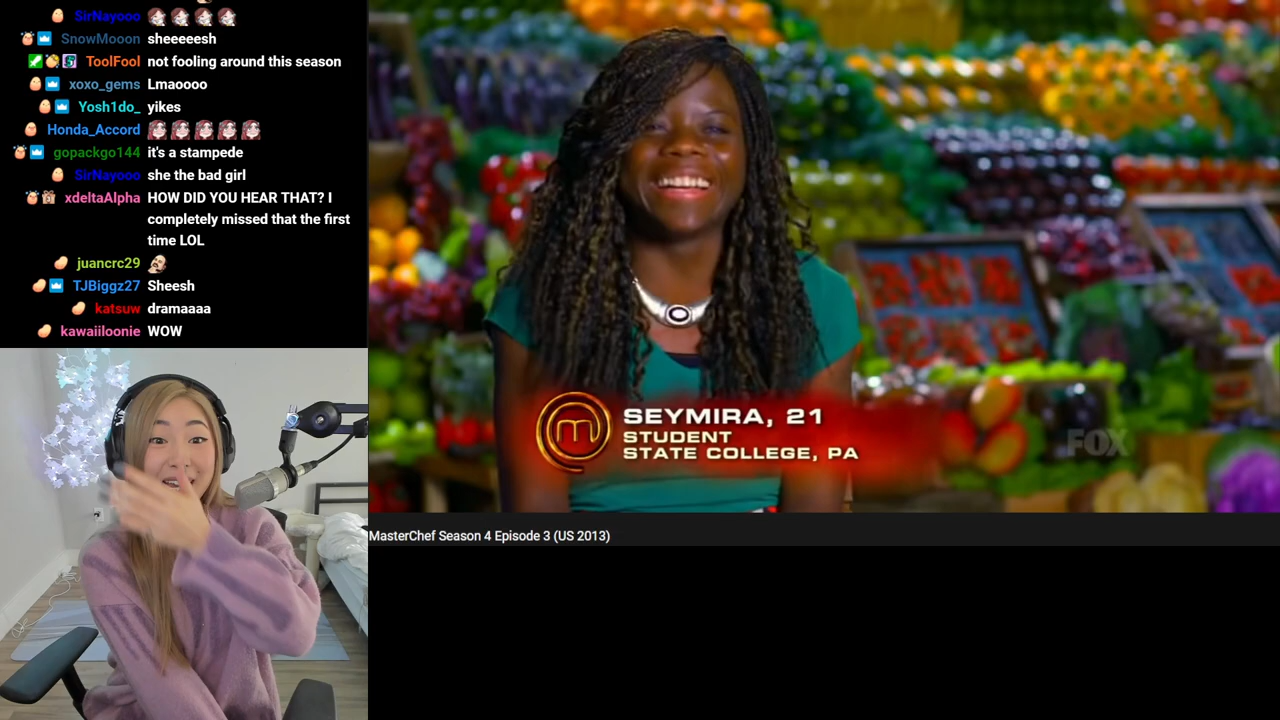 SirNayooo
SnowMooon sheeeeesh
ToolFool not fooling around this season
xoxo_gems Lmaoooo
Yosh1do_ yikes
Honda_Accord
gopackgo144 it's a stampede
SirNayooo she the bad girl
xdeltaAlpha HOW DID YOU HEAR THAT? I
completely missed that the first
time LOL
juancrc29
TJBiggz27 Sheesh
katsuw dramaaaa
kawaiiloonie WOW
m
SEYMIRA, 21
STUDENT
STATE COLLEGE, PA
FOX
MasterChef Season 4 Episode 3 (US 2013)